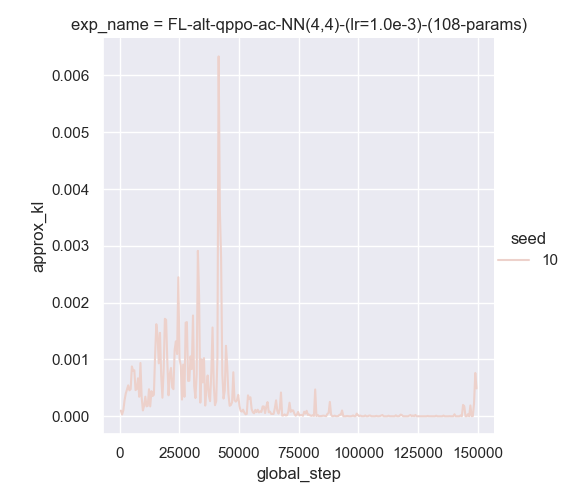 exp_name = FL-alt-qppo-ac-NN(4,4)-(lr=1.0e-3)-(108-params)
0.006
0.005
0.004
0.003
0.002
0.001
0.000
approx_kl
seed
10
0 25000 50000 75000 100000 125000 150000
global_step